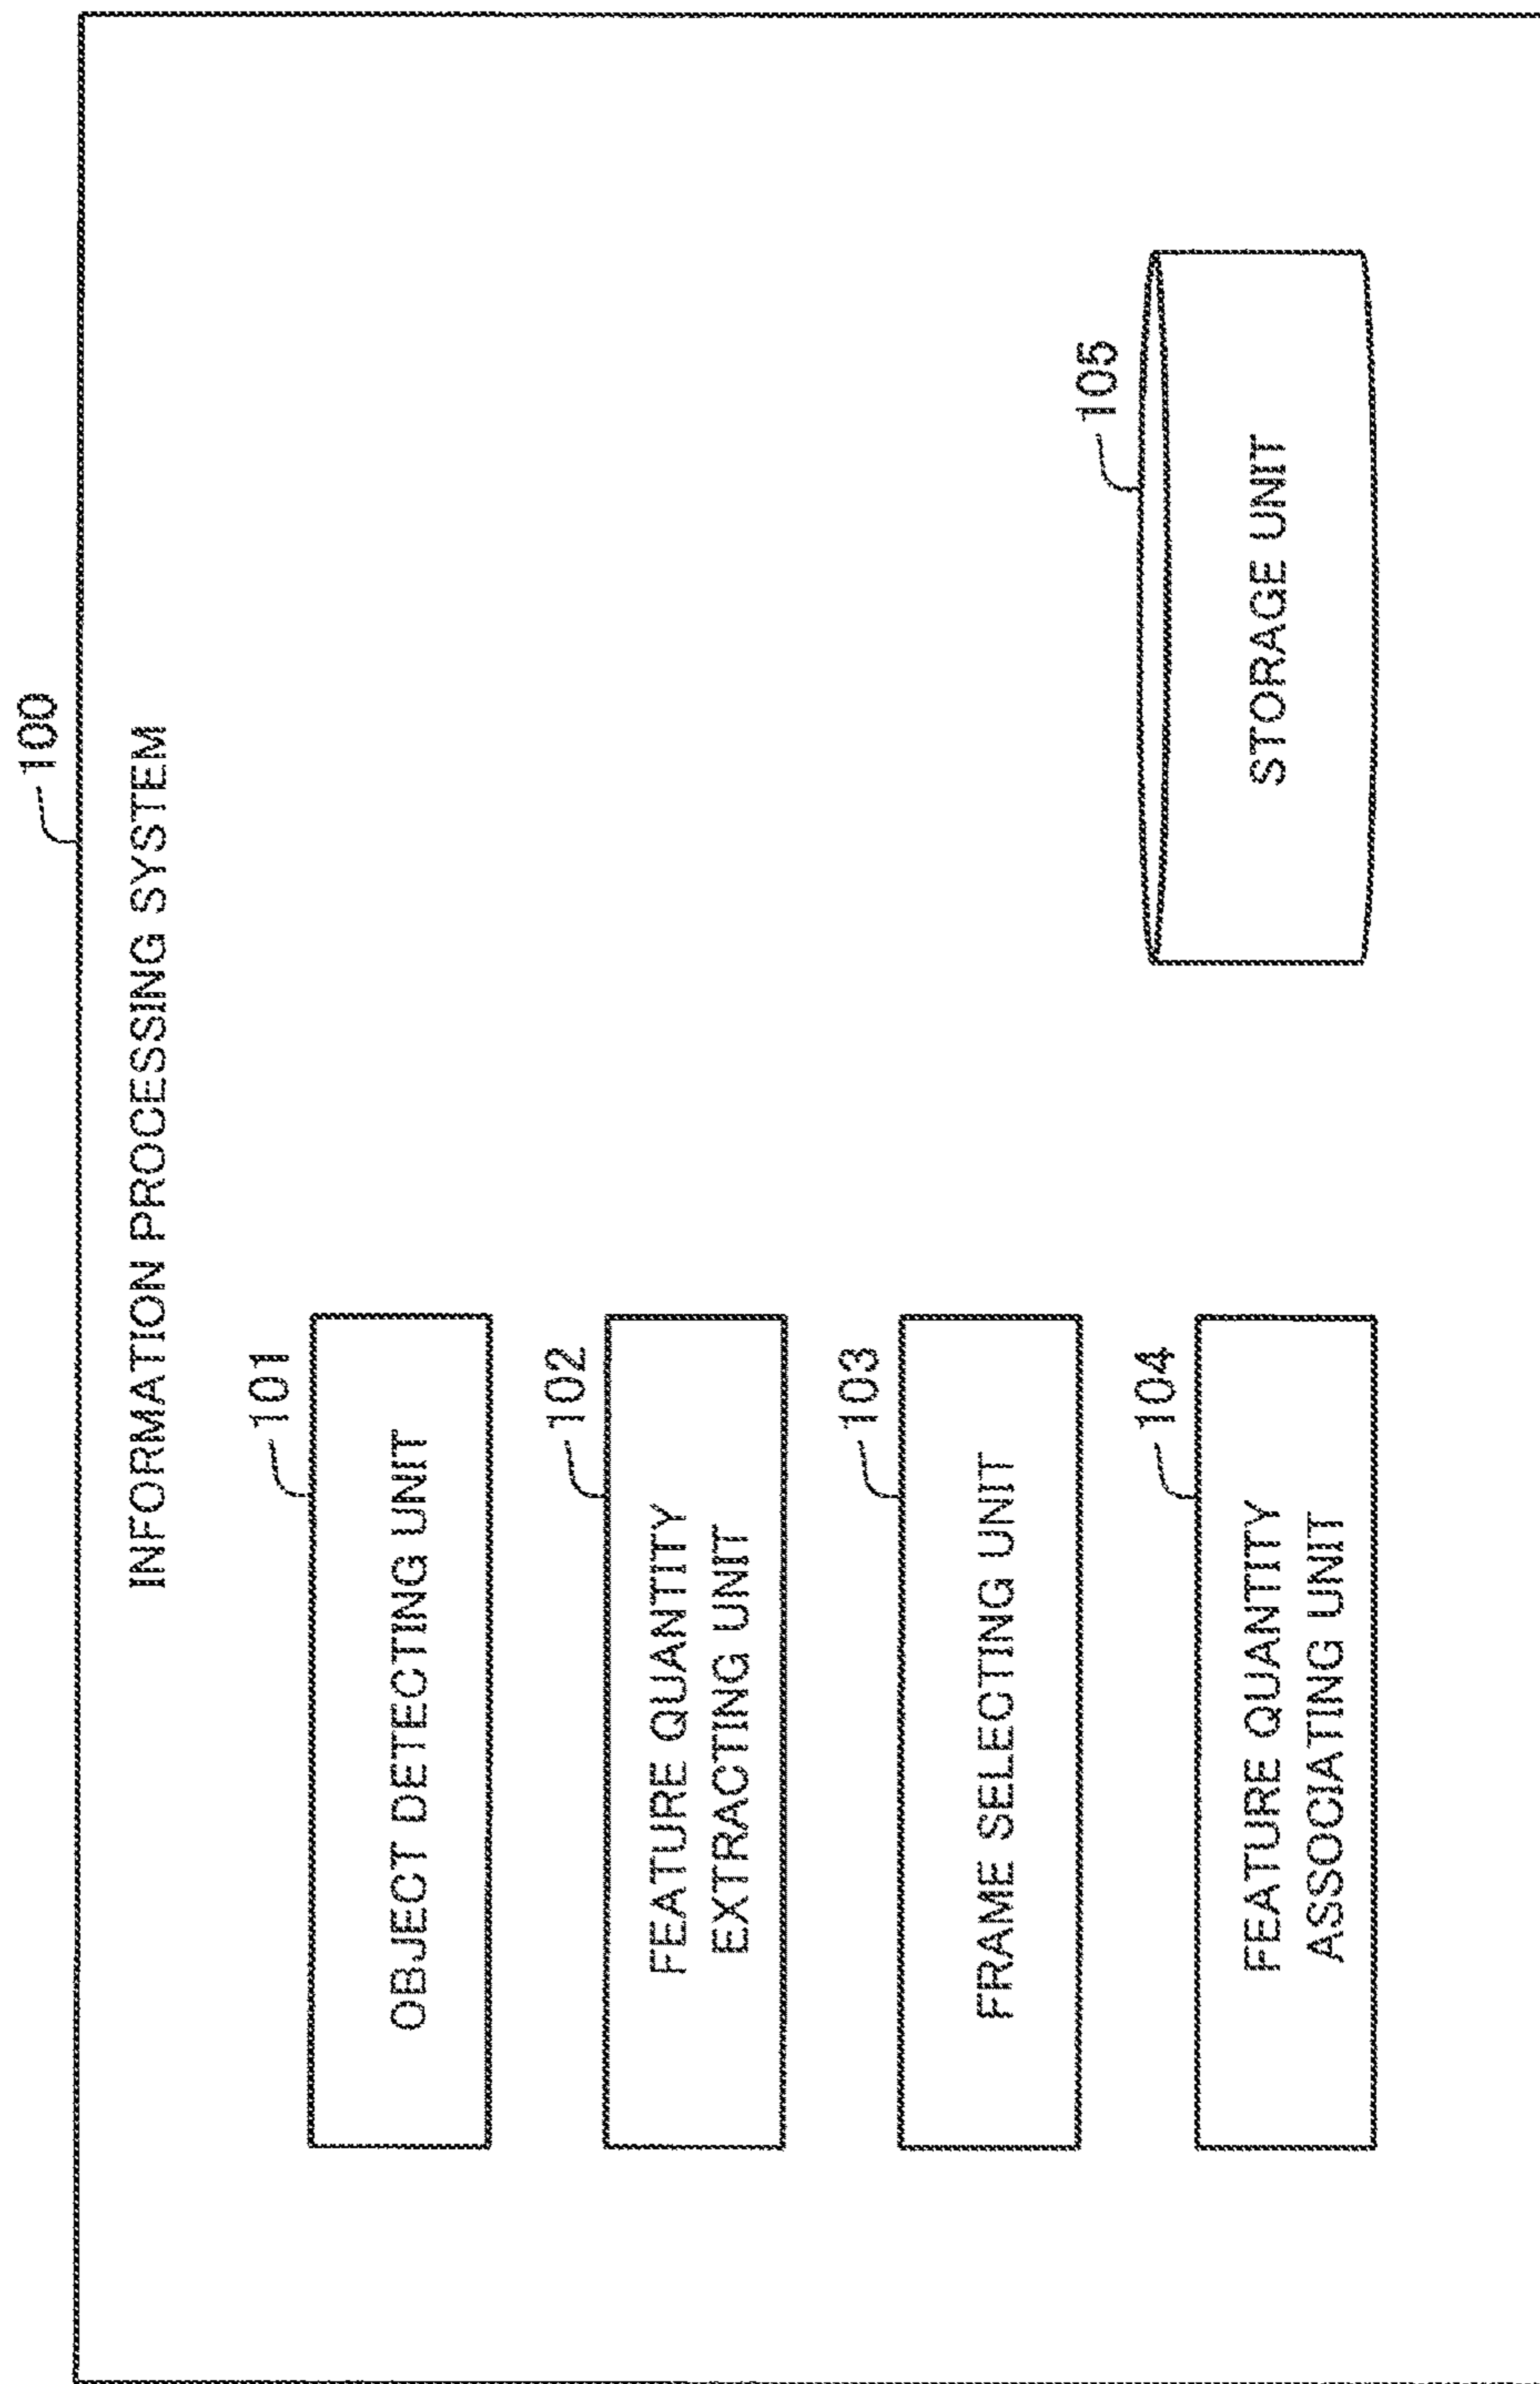 100
INFORMATION PROCESSING SYSTEM
101
OBJECT DETECTING UNIT
102
FEATURE QUANTITY
EXTRACTING UNIT
103
FRAME SELECTING UNIT
104
FEATURE QUANTITY
ASSOCIATING UNIT
105
STORAGE UNIT